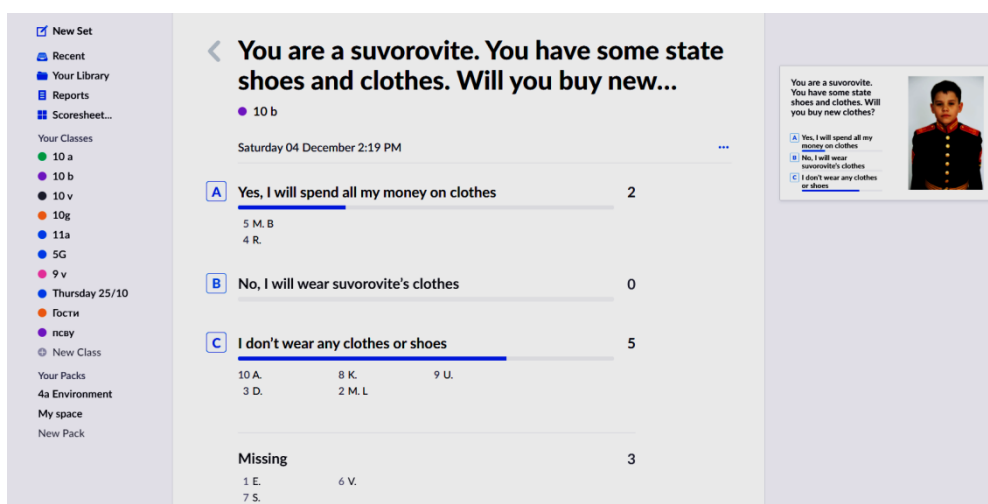 New Set
Recent
Your Library
Reports
Scoresheet...
Your Classes
10 a
10 b
10 v
10g
11a
5G
9 v
Thursday 25/10
Гости
псву
New Class
Your Packs
4a Environment
My space
New Pack
You are a suvorovite. You have some state
shoes and clothes. Will you buy new...
10 b
Saturday 04 December 2:19 PM
A Yes, I will spend all my money on clothes 2
5 M. B
4 R.
B No, I will wear suvorovite's clothes 0
C I don't wear any clothes or shoes 5
10 A. 8 K. 9 U.
3 D. 2 M. L
Missing 3
1 E. 6 V.
7 S.
You are a suvorovite.
You have some state
shoes and clothes. Will
you buy new clothes?
A Yes, I will spend all my
money on clothes
B No, I will wear
suvorovite's clothes
C I don't wear any clothes
or shoes